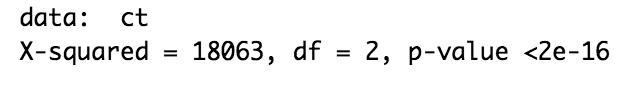 data:  ct
X-squared = 18063, df = 2, p-value <2e-16